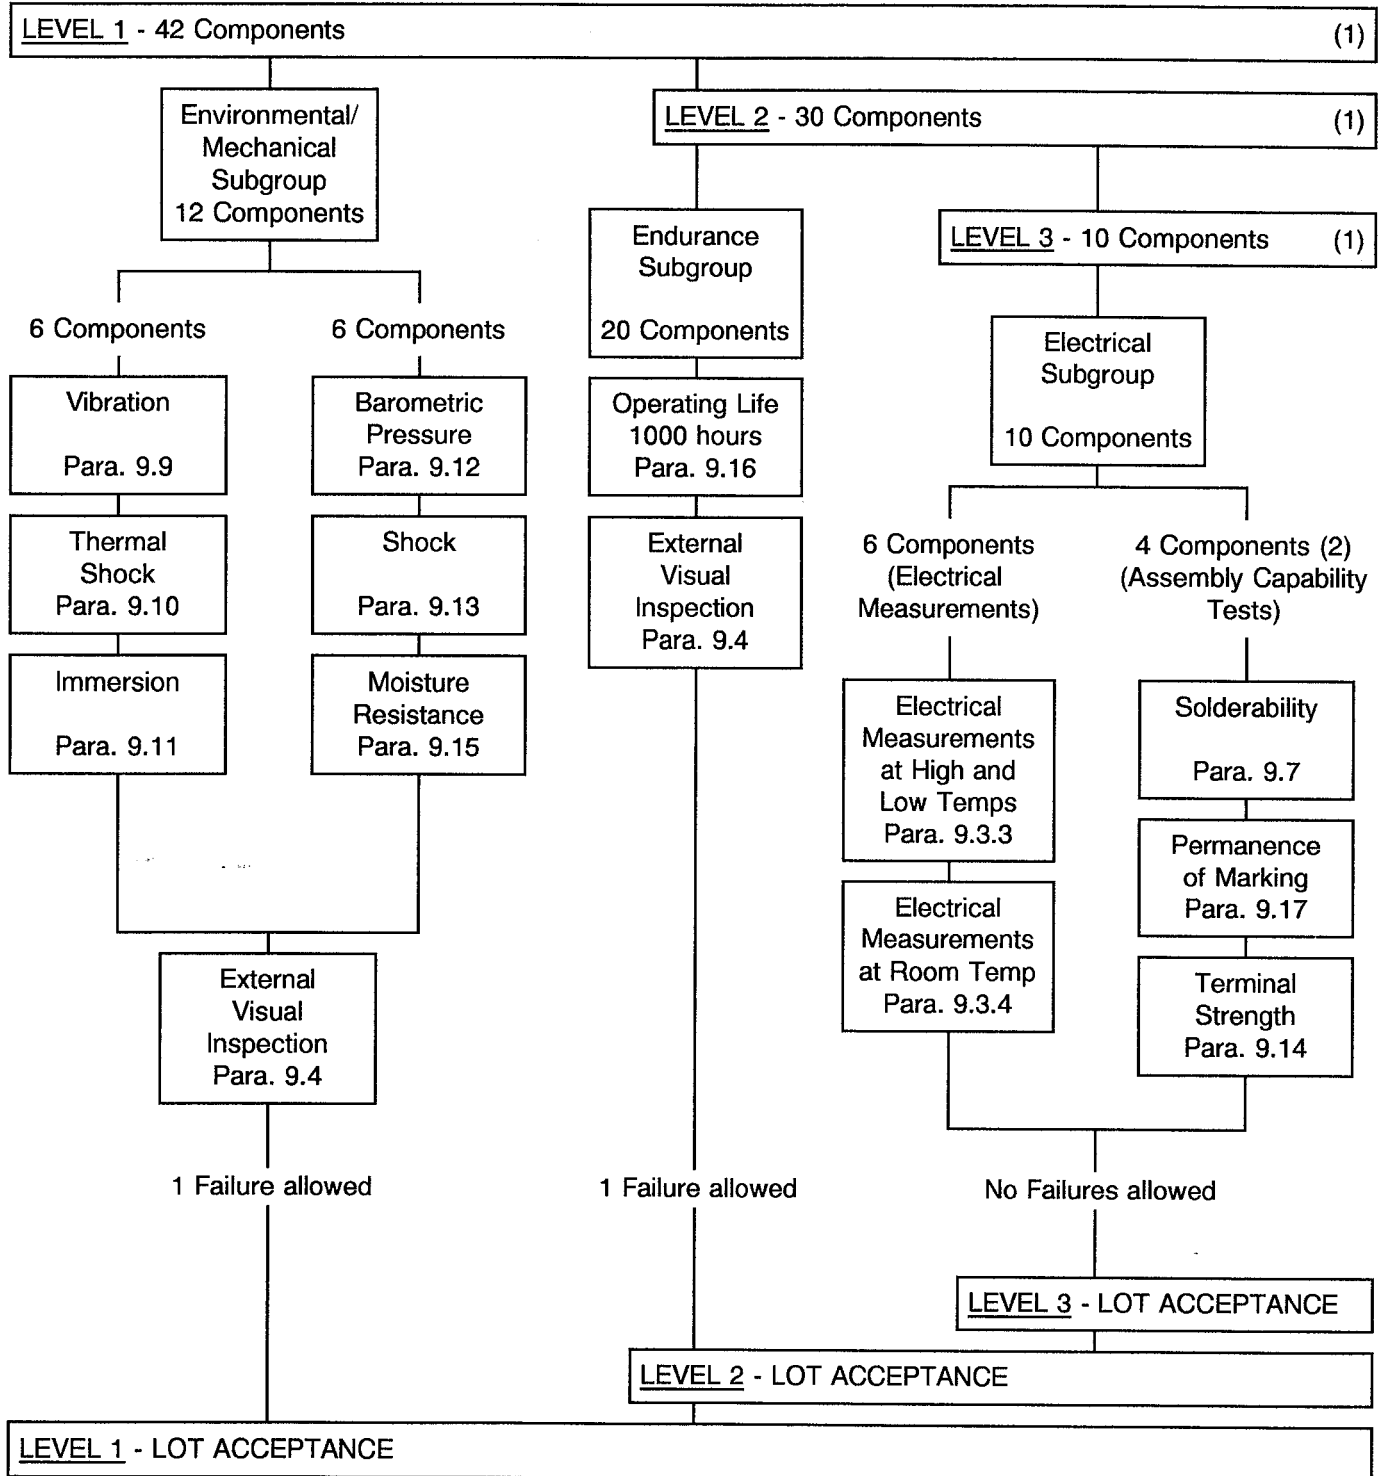 LEVEL 1 - 42 Components (1)
Environmental/
Mechanical
Subgroup
12 Components
LEVEL 2 - 30 Components (1)
Endurance
Subgroup
20 Components
LEVEL 3 - 10 Components (1)
Electrical
Subgroup
10 Components
6 Components
6 Components
Vibration
Para. 9.9
Thermal
Shock
Para. 9.10
Immersion
Para. 9.11
Barometric
Pressure
Para. 9.12
Shock
Para. 9.13
Moisture
Resistance
Para. 9.15
External
Visual
Inspection
Para. 9.4
1 Failure allowed
Operating Life
1000 hours
Para. 9.16
External
Visual
Inspection
Para. 9.4
1 Failure allowed
6 Components
(Electrical
Measurements)
Electrical
Measurements
at High and
Low Temps
Para. 9.3.3
Electrical
Measurements
at Room Temp
Para. 9.3.4
4 Components (2)
(Assembly Capability
Tests)
Solderability
Para. 9.7
Permanence
of Marking
Para. 9.17
Terminal
Strength
Para. 9.14
No Failures allowed
LEVEL 3 - LOT ACCEPTANCE
LEVEL 2 - LOT ACCEPTANCE
LEVEL 1 - LOT ACCEPTANCE